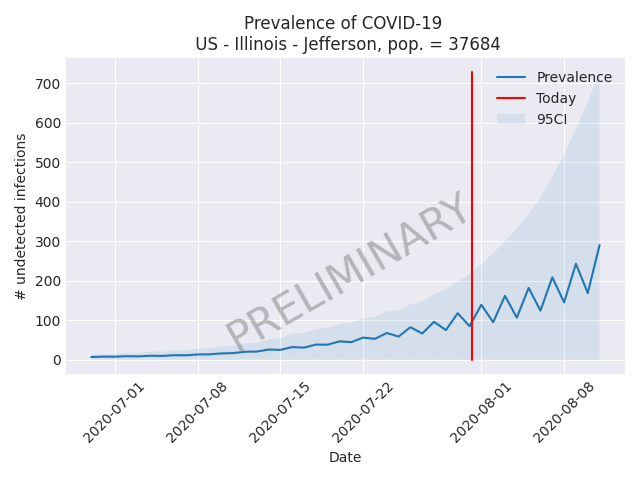 Prevalence of COVID-19
US - Illinois - Jefferson, pop. = 37684
700
600
500
400
300
200
100
0
# undetected infections
Prevalence
Today
95CI
PRELIMINARY
2020-07-01
2020-07-08
2020-07-15
2020-07-22
2020-08-01
2020-08-08
Date